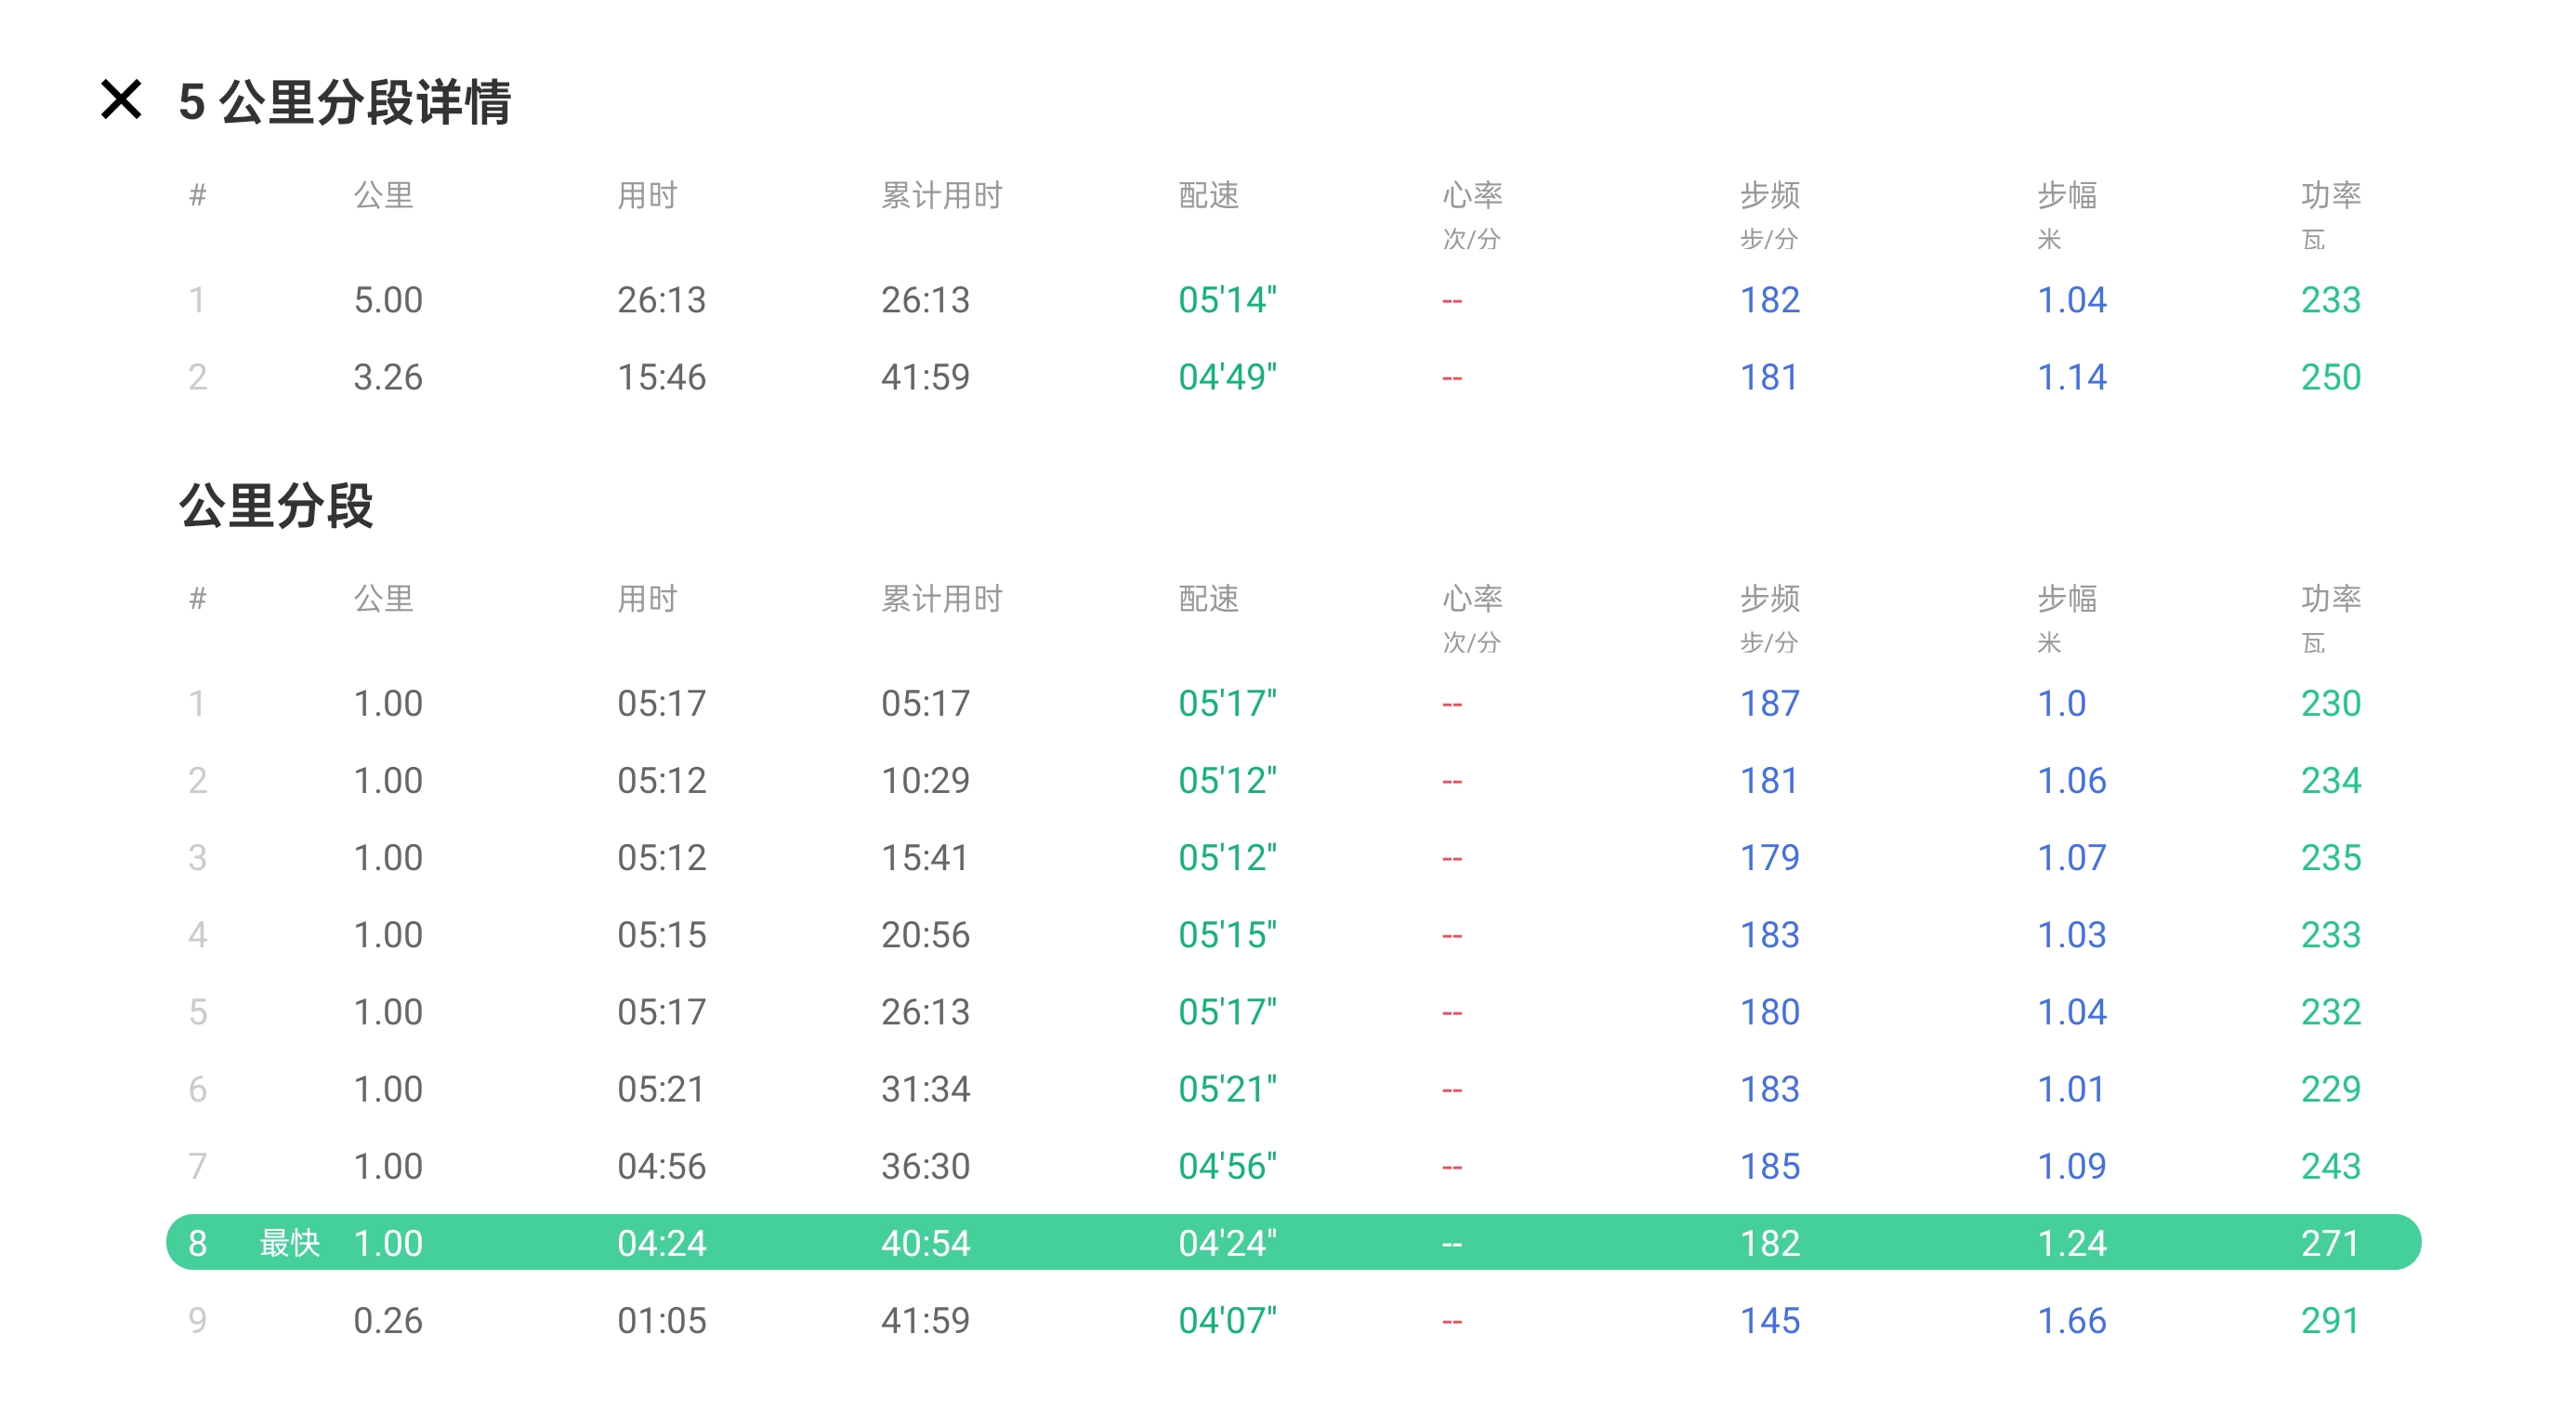 5 公里分段详情
# 公里 用时 累计用时 配速 心率 步频 步幅 功率
次/分 步/分 米 瓦
1 5.00 26:13 26:13 05'14" -- 182 1.04 233
2 3.26 15:46 41:59 04'49" -- 181 1.14 250
公里分段
# 公里 用时 累计用时 配速 心率 步频 步幅 功率
次/分 步/分 米 瓦
1 1.00 05:17 05:17 05'17" -- 187 1.0 230
2 1.00 05:12 10:29 05'12" -- 181 1.06 234
3 1.00 05:12 15:41 05'12" -- 179 1.07 235
4 1.00 05:15 20:56 05'15" -- 183 1.03 233
5 1.00 05:17 26:13 05'17" -- 180 1.04 232
6 1.00 05:21 31:34 05'21" -- 183 1.01 229
7 1.00 04:56 36:30 04'56" -- 185 1.09 243
8 最快 1.00 04:24 40:54 04'24" -- 182 1.24 271
9 0.26 01:05 41:59 04'07" -- 145 1.66 291